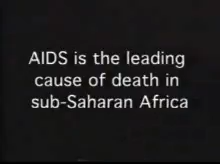 AIDS is the leading
cause of death in
sub-Saharan Africa